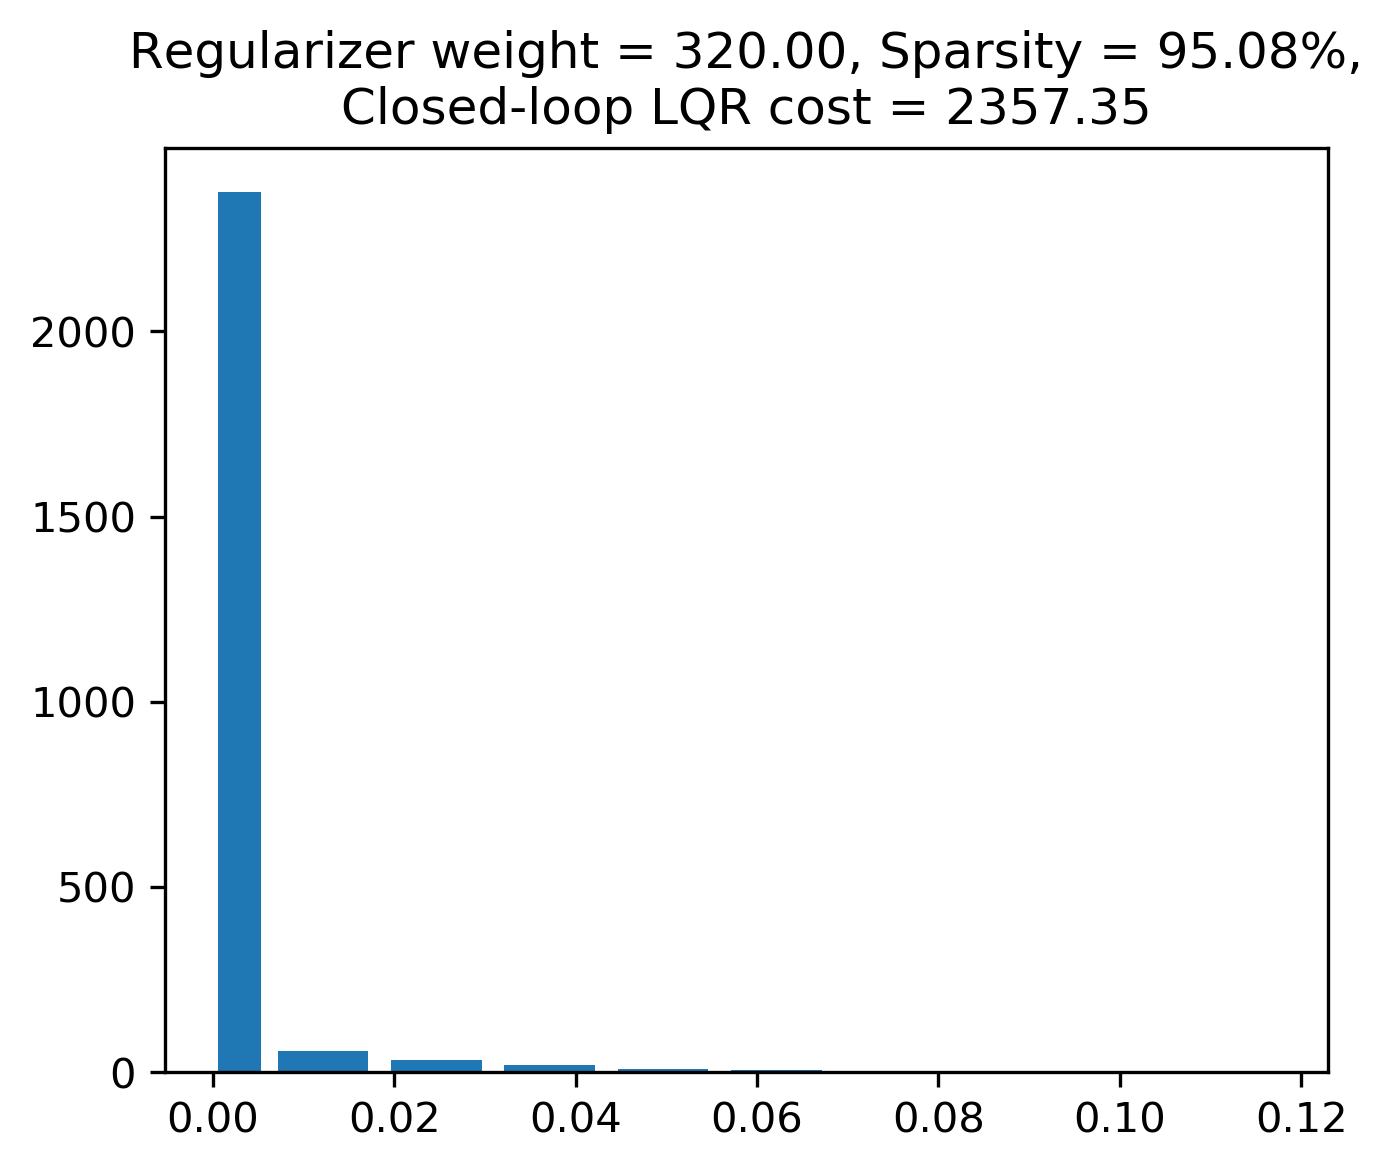 Regularizer weight = 320.00, Sparsity = 95.08%,
Closed-loop LQR cost = 2357.35
2000
1500
1000
500
0
0.00 0.02 0.04 0.06 0.08 0.10 0.12